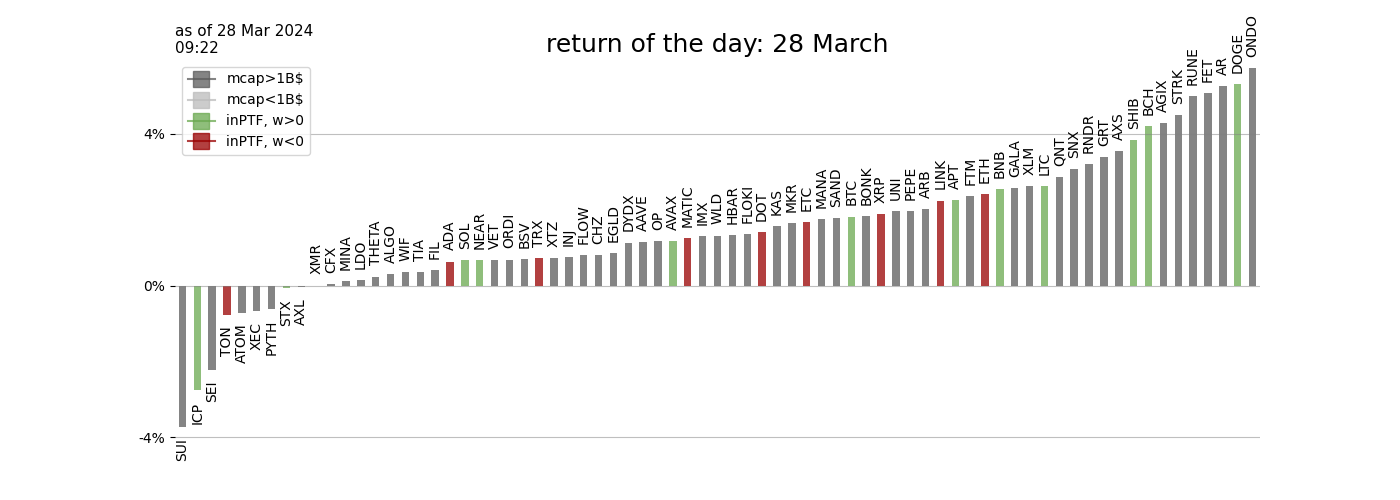 as of 28 Mar 2024
09:22
return of the day: 28 March
mcap>1B$
mcap<1B$
inPTF, w>0
inPTF, w<0
4%
0%
-4%
SUI
ICP
SEI
TON
ATOM
XEC
PYTH
STX
AXL
XMR
CFX
MINA
LDO
THETA
ALGO
WIF
TIA
FIL
ADA
SOL
NEAR
VET
ORDI
BSV
TRX
XTZ
INJ
FLOW
CHZ
EGLD
DYDX
AAVE
OP
AVAX
MATIC
IMX
WLD
HBAR
FLOKI
DOT
KAS
MKR
ETC
MANA
SAND
BTC
BONK
XRP
UNI
PEPE
ARB
LINK
APT
FTM
ETH
BNB
GALA
XLM
LTC
QNT
SNX
RNDR
GRT
AXS
SHIB
BCH
AGIX
STRK
RUNE
FET
AR
DOGE
ONDO